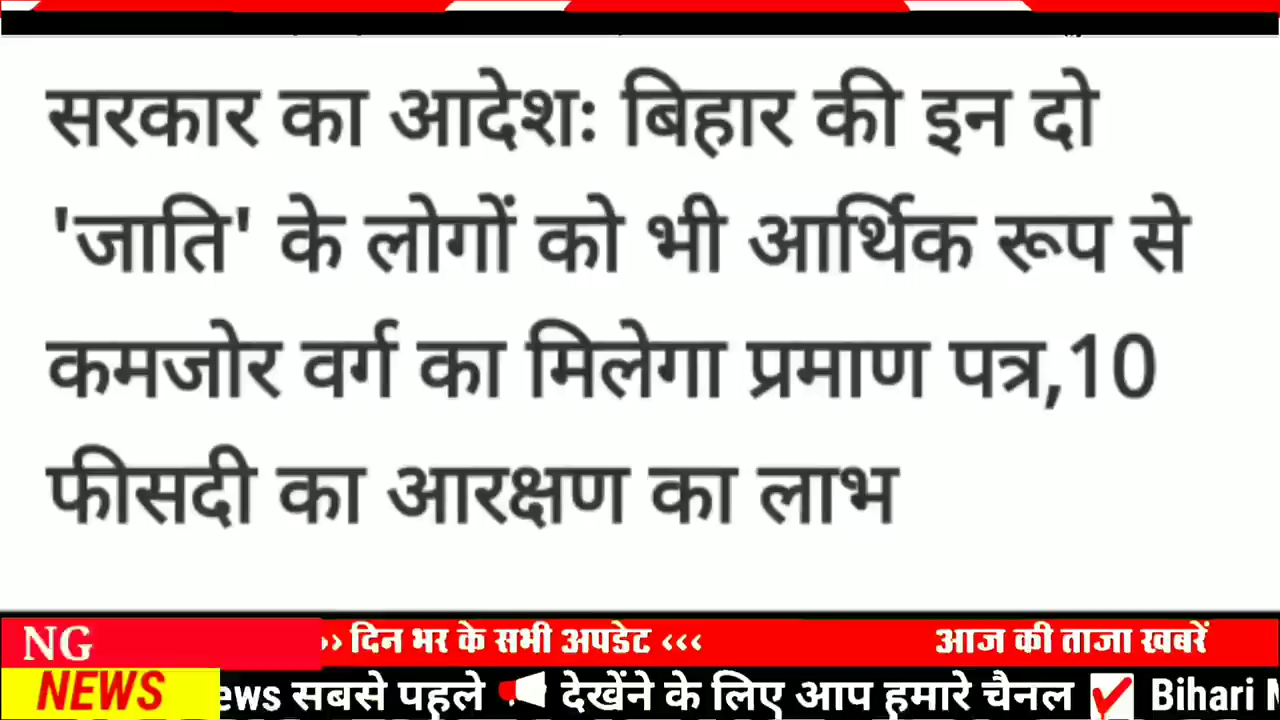 सरकार का आदेशः बिहार की इन दो
'जाति' के लोगों को भी आर्थिक रूप से
कमजोर वर्ग का मिलेगा प्रमाण पत्र,10
फीसदी का आरक्षण का लाभ
NG
NEWS
›› दिन भर के सभी अपडेट ‹‹‹
आज की ताजा खबरें
ews सबसे पहले देखेंने के लिए आप हमारे चैनल Bihari